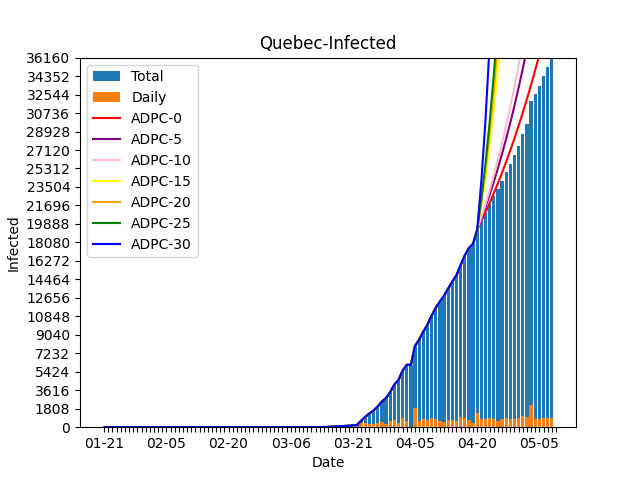 Quebec-Infected
36160
34352
32544
30736
28928
27120
25312
23504
21696
19888
18080
16272
14464
12656
10848
9040
7232
5424
3616
1808
0
Infected
Total
Daily
ADPC-0
ADPC-5
ADPC-10
ADPC-15
ADPC-20
ADPC-25
ADPC-30
01-21 02-05 02-20 03-06 03-21 04-05 04-20 05-05
Date